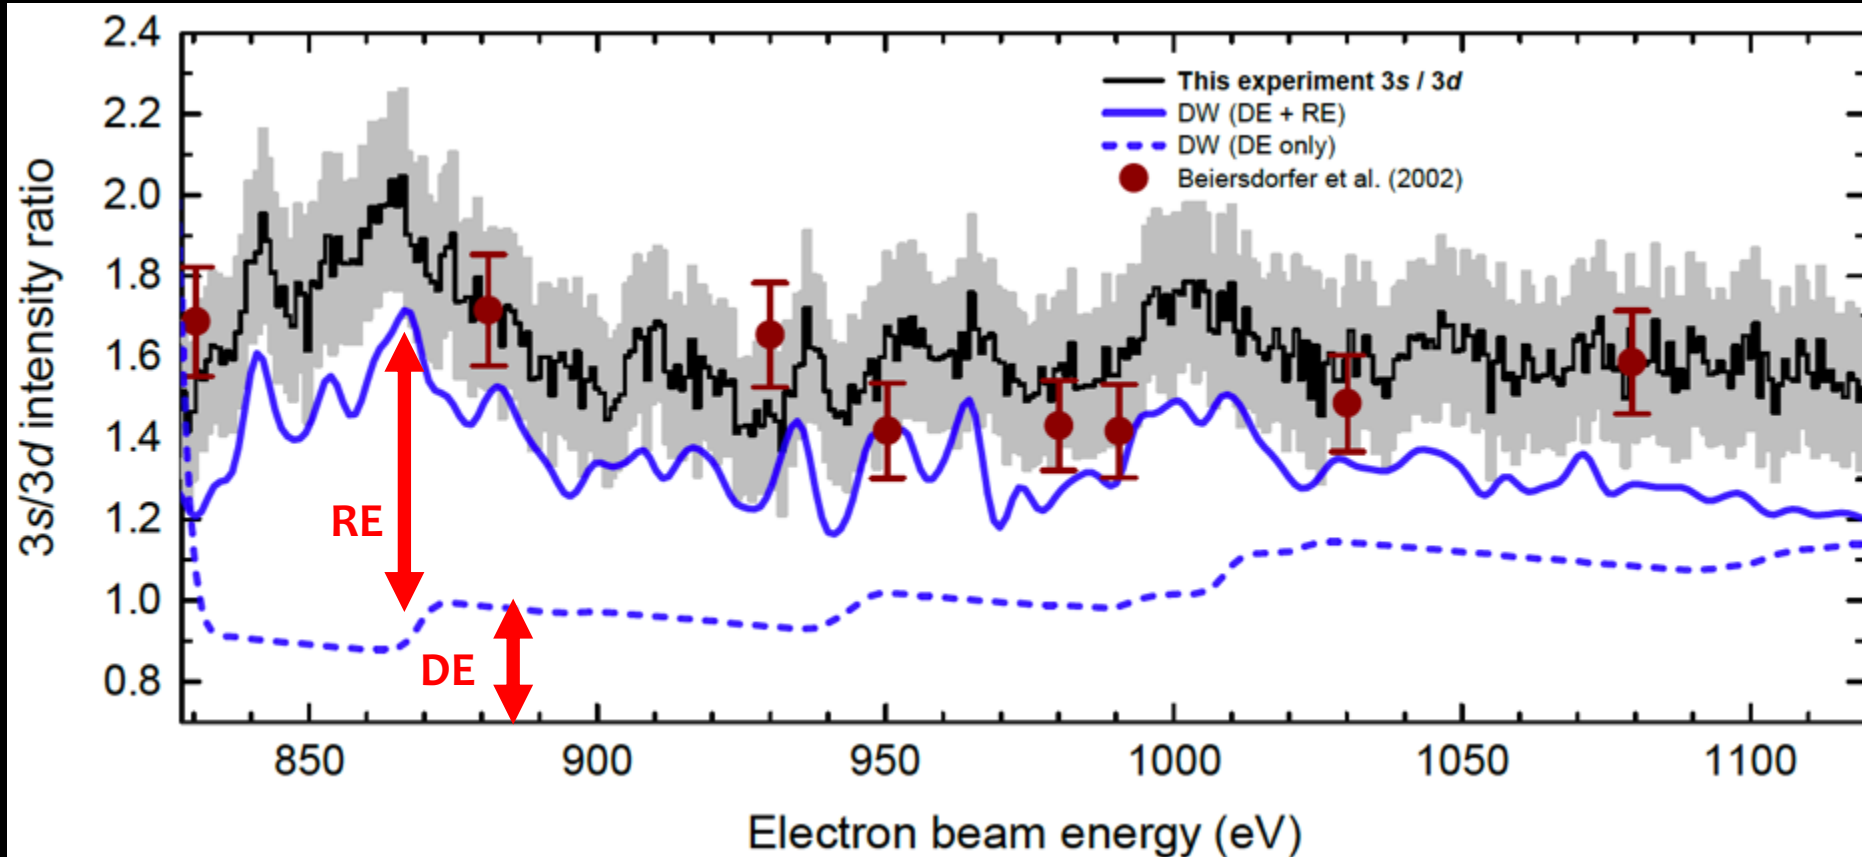 2.4
2.2
2.0
1.8
1.6
1.4
1.2
1.0
0.8
3s/3d intensity ratio
This experiment 3s / 3d
DW (DE + RE)
DW (DE only)
Beiersdorfer et al. (2002)
RE
DE
850 900 950 1000 1050 1100
Electron beam energy (eV)